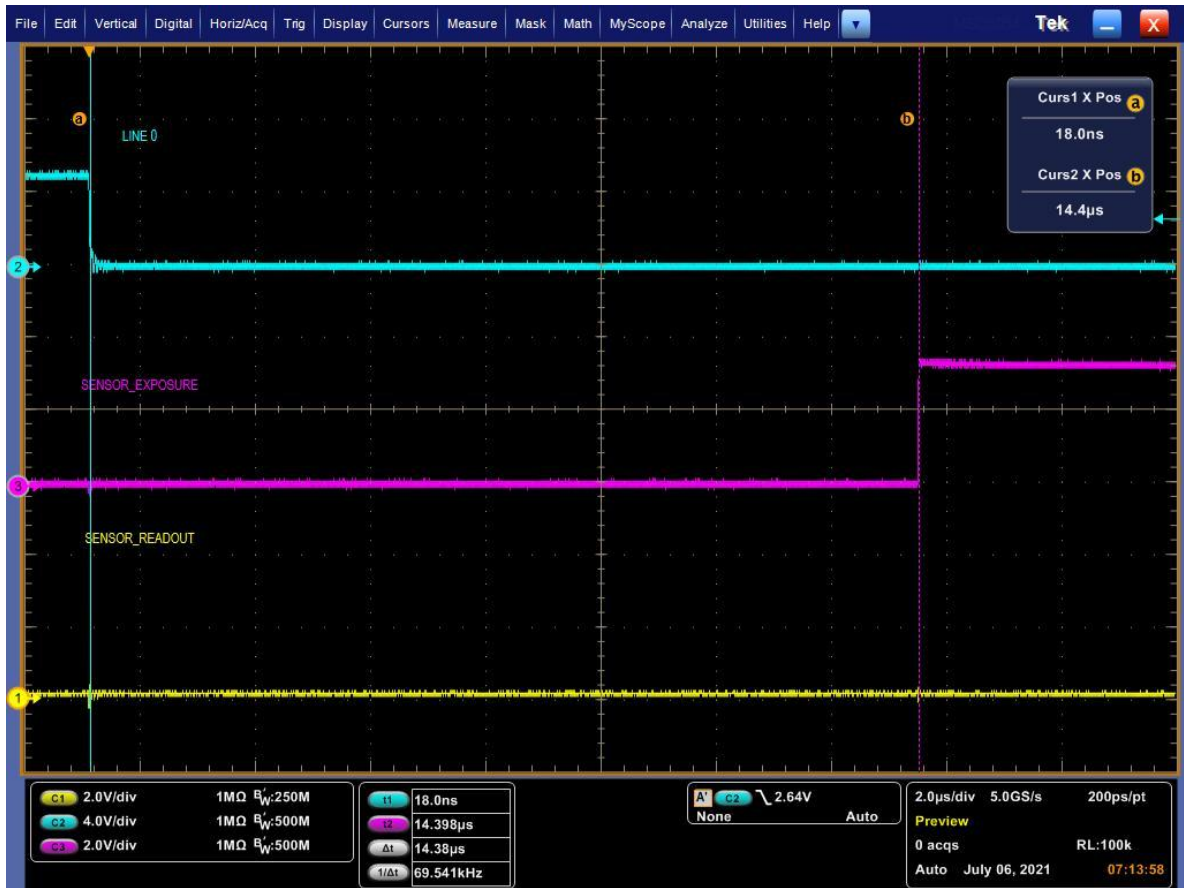 File Edit Vertical Digital Horiz/Acq Trig Display Cursors Measure Mask Math MyScope Analyze Utilities Help Tek X
Curs1 X Pos a
18.0ns
Curs2 X Pos b
14.4µs
a
b
LINE 0
2
SENSOR_EXPOSURE
3
SENSOR_READOUT
1
C1 2.0V/div 1MΩ BW:250M
C2 4.0V/div 1MΩ BW:500M
C3 2.0V/div 1MΩ BW:500M
t1 18.0ns
t2 14.398µs
Δt 14.38µs
1/Δt 69.541kHz
A' C2 2.64V
None Auto
2.0µs/div 5.0GS/s 200ps/pt
Preview
0 acqs RL:100k
Auto July 06, 2021 07:13:58